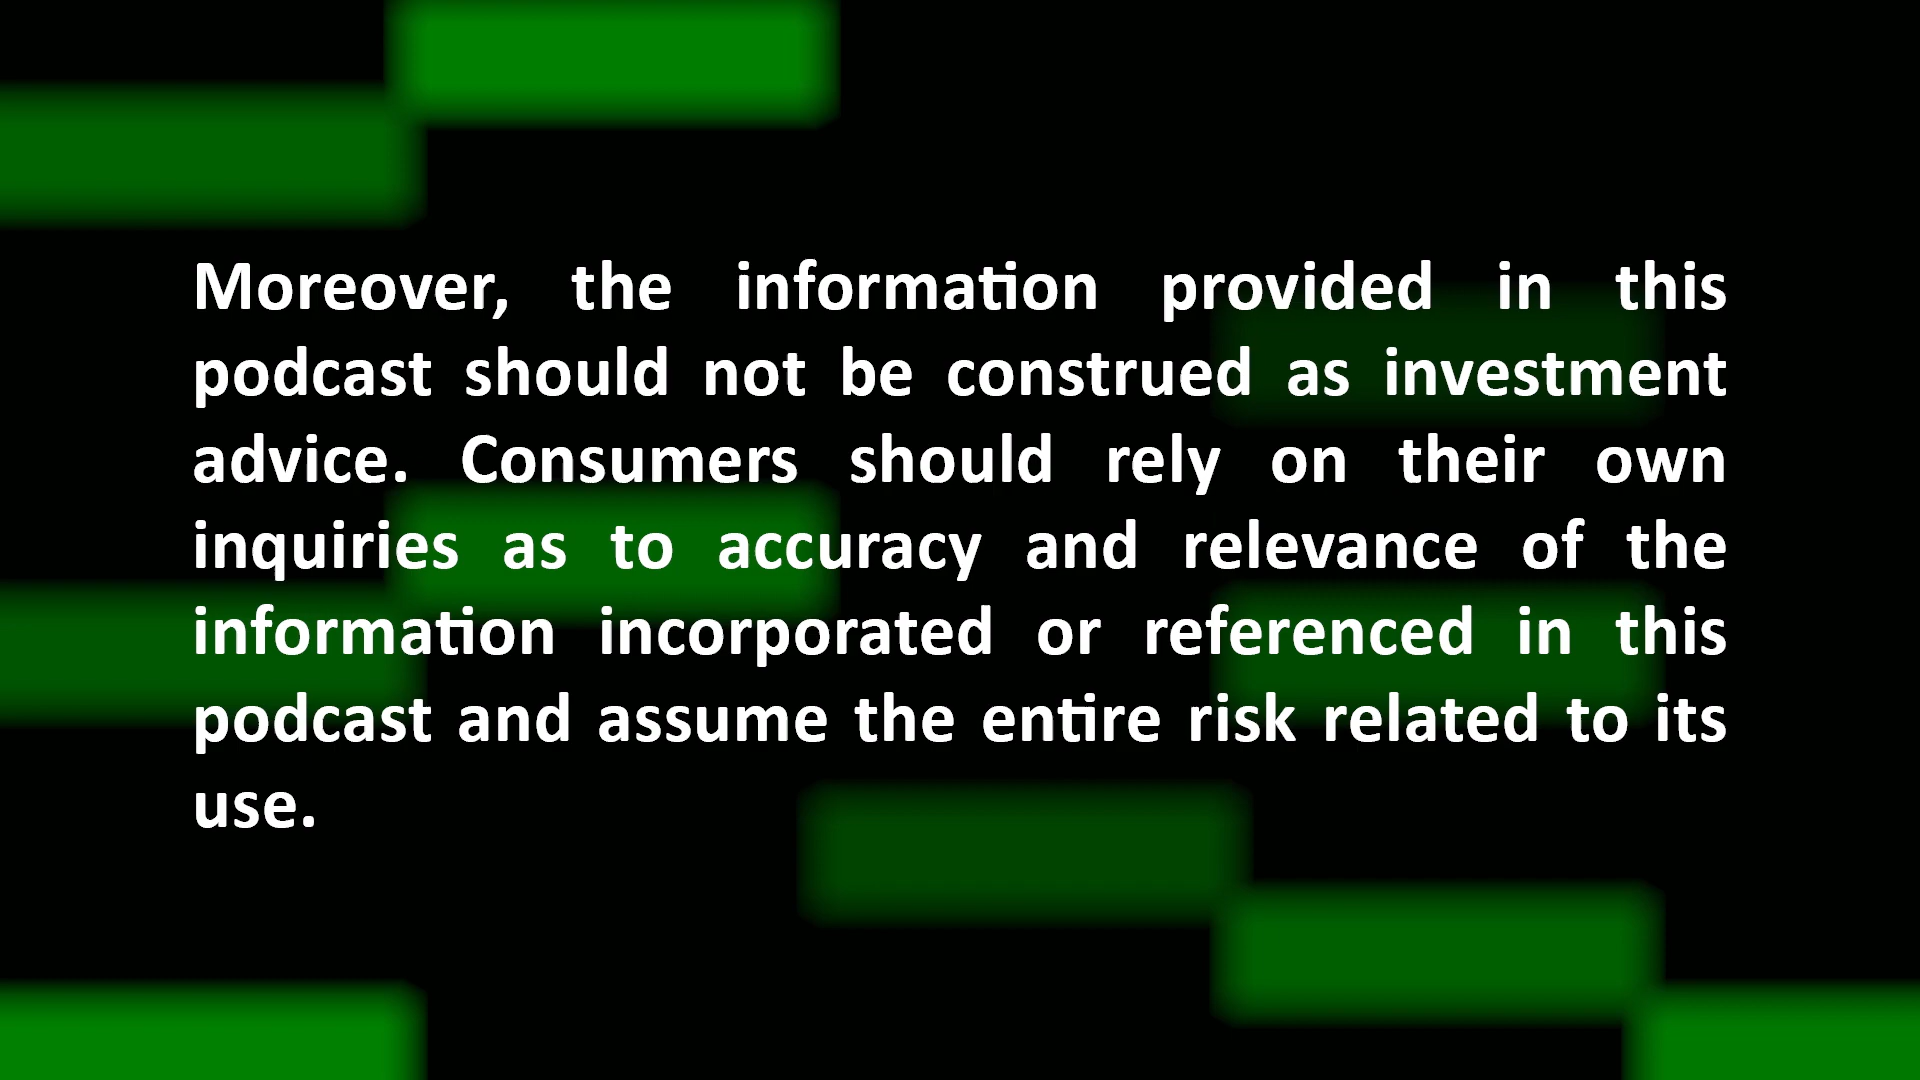 Moreover, the information provided in this
podcast should not be construed as investment
advice. Consumers should rely on their own
inquiries as to accuracy and relevance of the
information incorporated or referenced in this
podcast and assume the entire risk related to its
use.